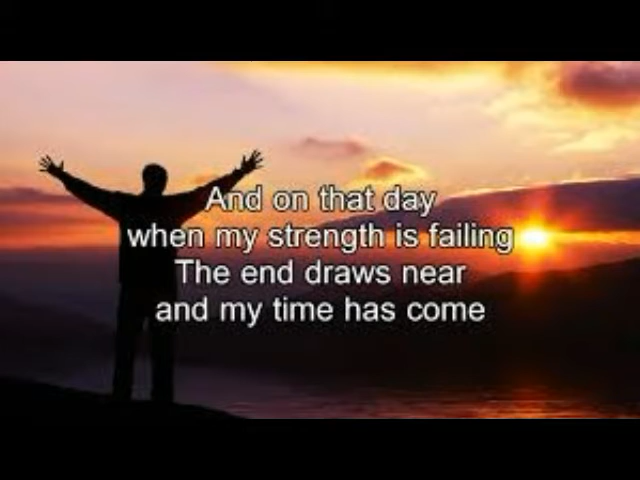 And on that day
when my strength is failing
The end draws near
and my time has come